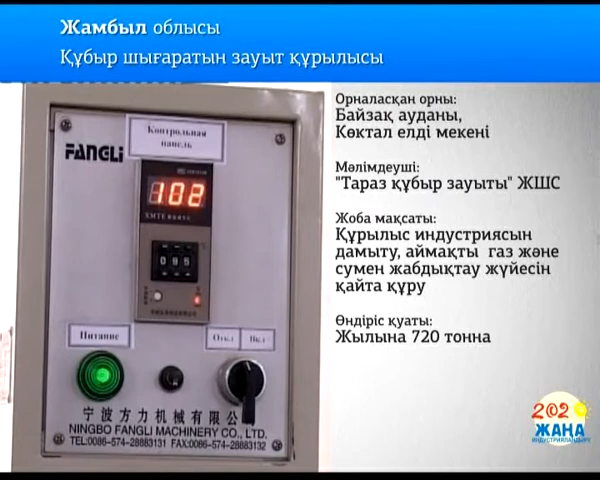 Жамбыл облысы
Құбыр шығаратын зауыт құрылысы
Орналасқан орны:
Байзақ ауданы,
Көктал елді мекені
Мәлімдеуші:
"Тараз құбыр зауыты" ЖШС
Жоба мақсаты:
Құрылыс индустриясын
дамыту, аймақты газ және
сумен жабдықтау жүйесін
қайта құру
Өндіріс қуаты:
Жылына 720 тонна
FANGLI
Контрольная
панель
102
095
Питание
Откл Вкл
宁波方力机械有限公司
NINGBO FANGLI MACHINERY CO., LTD.
TEL:0086-574-28883131 FAX:0086-574-28883132
2020
ЖАҢА
ИНДУСТРИЯЛАНДЫРУ